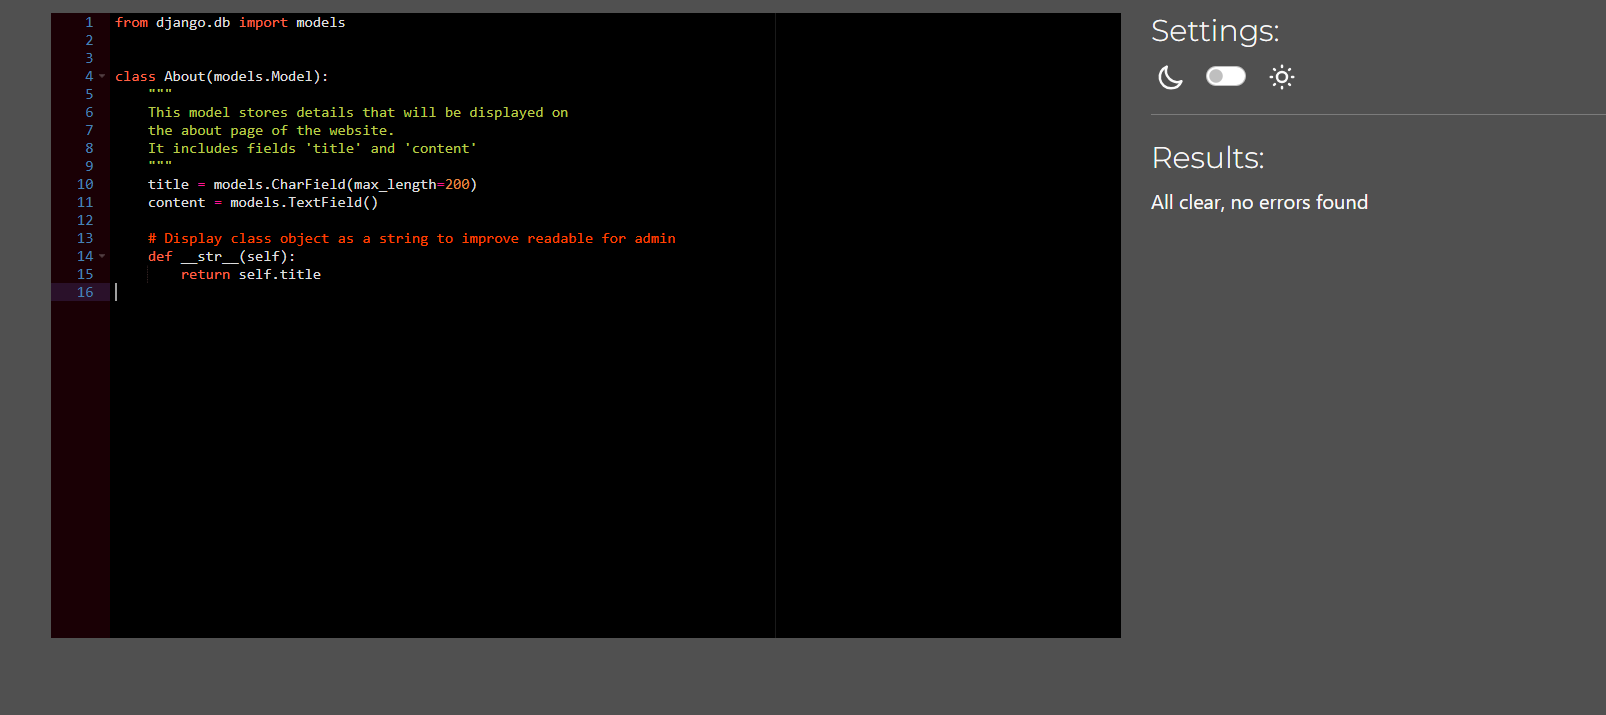 1 from django.db import models
2
3
4 class About(models.Model):
5     """
6     This model stores details that will be displayed on
7     the about page of the website.
8     It includes fields 'title' and 'content'
9     """
10     title = models.CharField(max_length=200)
11     content = models.TextField()
12
13     # Display class object as a string to improve readable for admin
14     def __str__(self):
15         return self.title
16
Settings:
Results:
All clear, no errors found